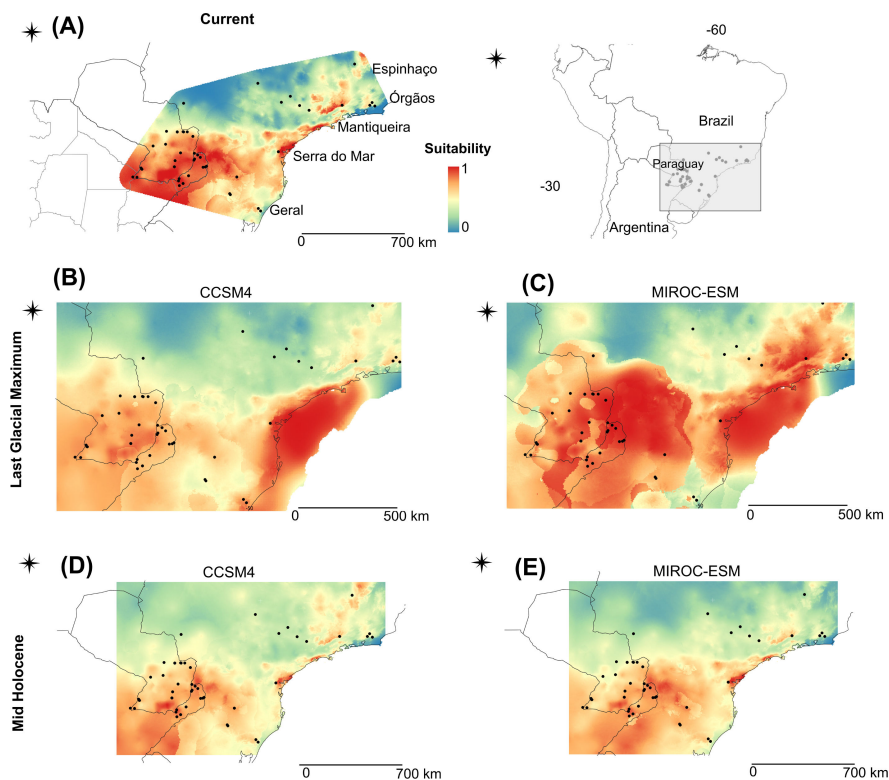 (A)
Current
Espinhaço
Órgãos
Mantiqueira
Serra do Mar
Geral
Suitability
1
0
0 700 km
-60
Brazil
Paraguay
-30
Argentina
Last Glacial Maximum
(B)
CCSM4
0 500 km
(C)
MIROC-ESM
0 500 km
Mid Holocene
(D)
CCSM4
0 700 km
(E)
MIROC-ESM
0 700 km